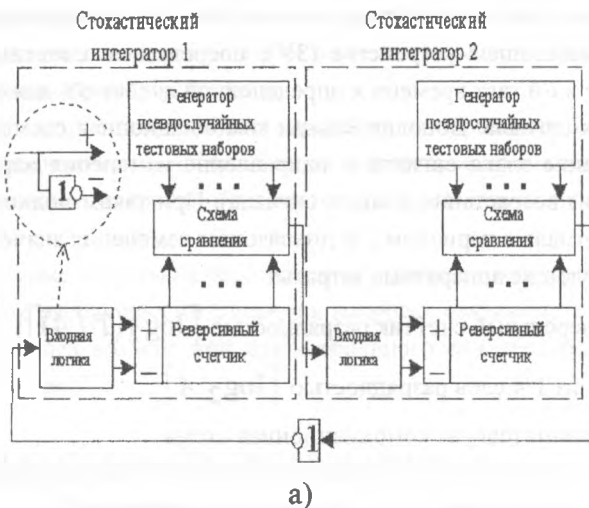 Стохастический
интегратор 1
Стохастический
интегратор 2
Генератор
псевдослучайных
тестовых наборов
. . .
Схема
сравнения
. . .
Входная
логика
+
—
Реверсивный
счетчик
1
Генератор
псевдослучайных
тестовых наборов
. . .
Схема
сравнения
. . .
Входная
логика
+
—
Реверсивный
счетчик
1
а)